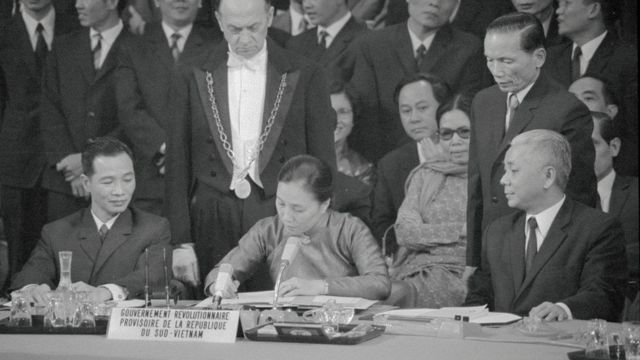 GOUVERNEMENT REVOLUTIONNAIRE
PROVISOIRE DE LA REPUBLIQUE
DU SUD-VIETNAM